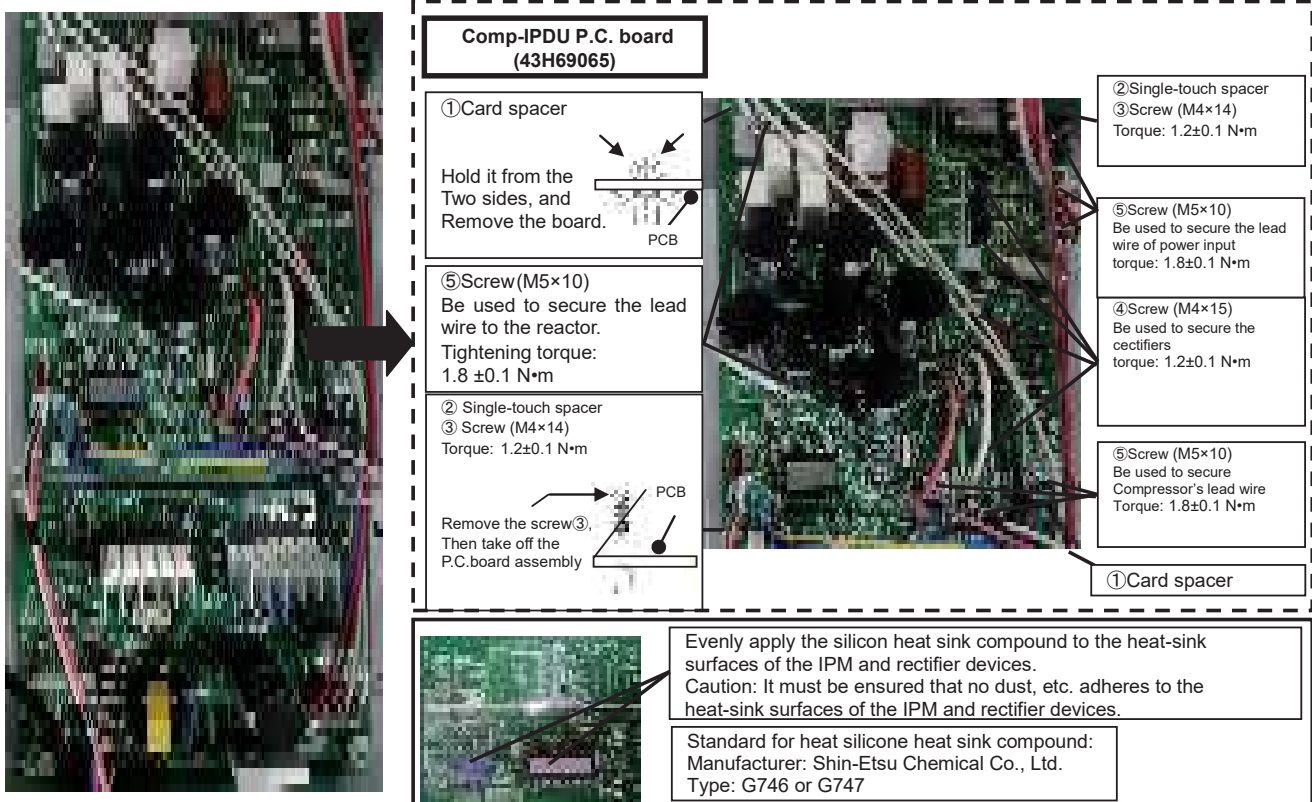 Comp-IPDU P.C. board
(43H69065)
①Card spacer
Hold it from the
Two sides, and
Remove the board.
PCB
⑤Screw(M5×10)
Be used to secure the lead
wire to the reactor.
Tightening torque:
1.8 ±0.1 N•m
② Single-touch spacer
③ Screw (M4×14)
Torque: 1.2±0.1 N•m
PCB
Remove the screw③,
Then take off the
P.C.board assembly
②Single-touch spacer
③Screw (M4×14)
Torque: 1.2±0.1 N•m
⑤Screw (M5×10)
Be used to secure the lead
wire of power input
torque: 1.8±0.1 N•m
④Screw (M4×15)
Be used to secure the
cectifiers
torque: 1.2±0.1 N•m
⑤Screw (M5×10)
Be used to secure
Compressor's lead wire
Torque: 1.8±0.1 N•m
①Card spacer
Evenly apply the silicon heat sink compound to the heat-sink
surfaces of the IPM and rectifier devices.
Caution: It must be ensured that no dust, etc. adheres to the
heat-sink surfaces of the IPM and rectifier devices.
Standard for heat silicone heat sink compound:
Manufacturer: Shin-Etsu Chemical Co., Ltd.
Type: G746 or G747